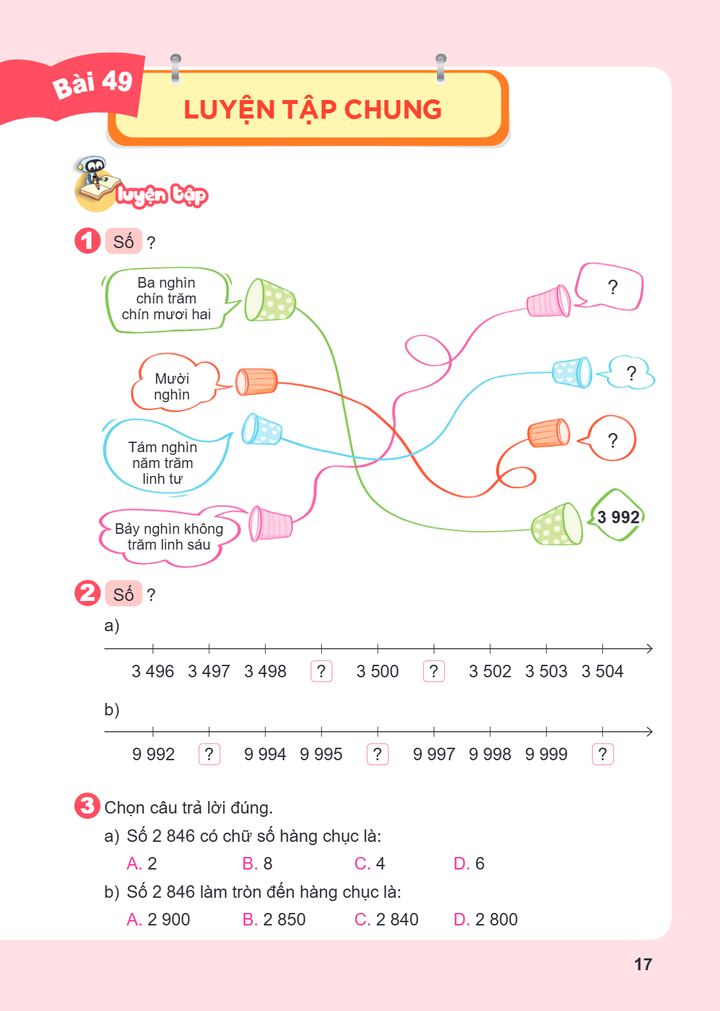 Bài 49
LUYỆN TẬP CHUNG
luyện tập
1 Số ?
Ba nghìn
chín trăm
chín mươi hai
?
Mười
nghìn
?
Tám nghìn
năm trăm
linh tư
?
Bảy nghìn không
trăm linh sáu
3 992
2 Số ?
a)
3 496 3 497 3 498 ? 3 500 ? 3 502 3 503 3 504
b)
9 992 ? 9 994 9 995 ? 9 997 9 998 9 999 ?
3 Chọn câu trả lời đúng.
a) Số 2 846 có chữ số hàng chục là:
A. 2 B. 8 C. 4 D. 6
b) Số 2 846 làm tròn đến hàng chục là:
A. 2 900 B. 2 850 C. 2 840 D. 2 800
17